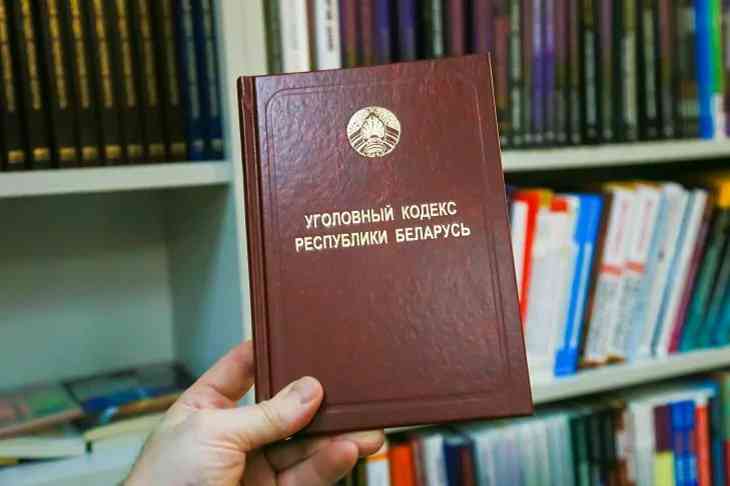 УГОЛОВНЫЙ КОДЕКС
РЕСПУБЛИКИ БЕЛАРУСЬ